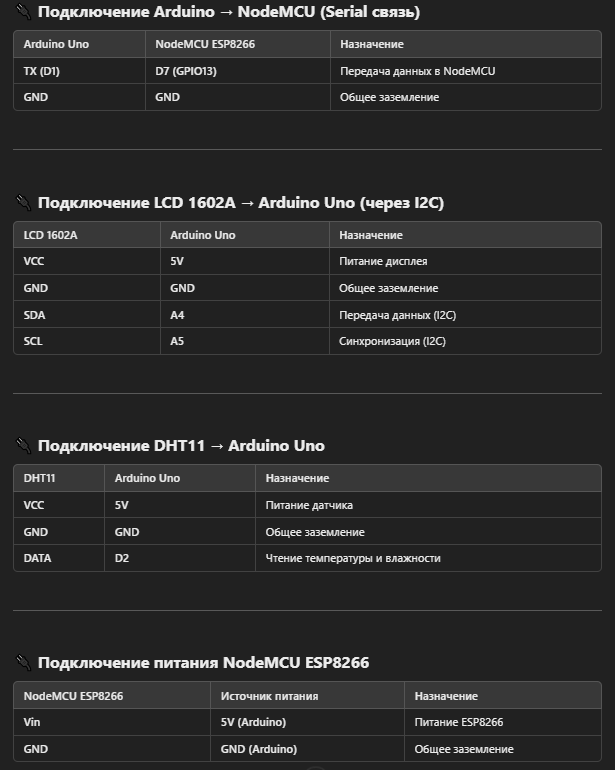 Подключение Arduino → NodeMCU (Serial связь)
Arduino Uno NodeMCU ESP8266 Назначение
TX (D1) D7 (GPIO13) Передача данных в NodeMCU
GND GND Общее заземление
Подключение LCD 1602A → Arduino Uno (через I2C)
LCD 1602A Arduino Uno Назначение
VCC 5V Питание дисплея
GND GND Общее заземление
SDA A4 Передача данных (I2C)
SCL A5 Синхронизация (I2C)
Подключение DHT11 → Arduino Uno
DHT11 Arduino Uno Назначение
VCC 5V Питание датчика
GND GND Общее заземление
DATA D2 Чтение температуры и влажности
Подключение питания NodeMCU ESP8266
NodeMCU ESP8266 Источник питания Назначение
Vin 5V (Arduino) Питание ESP8266
GND GND (Arduino) Общее заземление